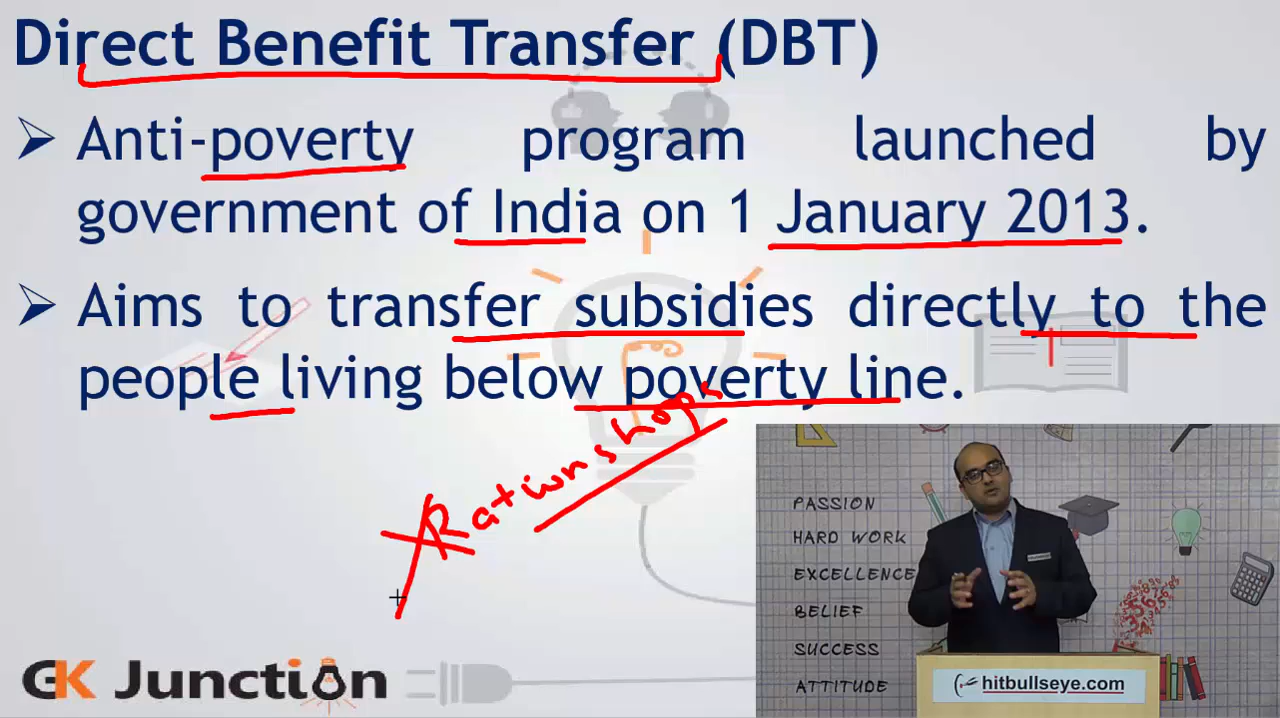 Direct Benefit Transfer (DBT)
➢ Anti-poverty program launched by
government of India on 1 January 2013.
➢ Aims to transfer subsidies directly to the
people living below poverty line.
Ration shops
PASSION
HARD WORK
EXCELLENCE
BELIEF
SUCCESS
ATTITUDE
hitbullseye.com
GK Junction